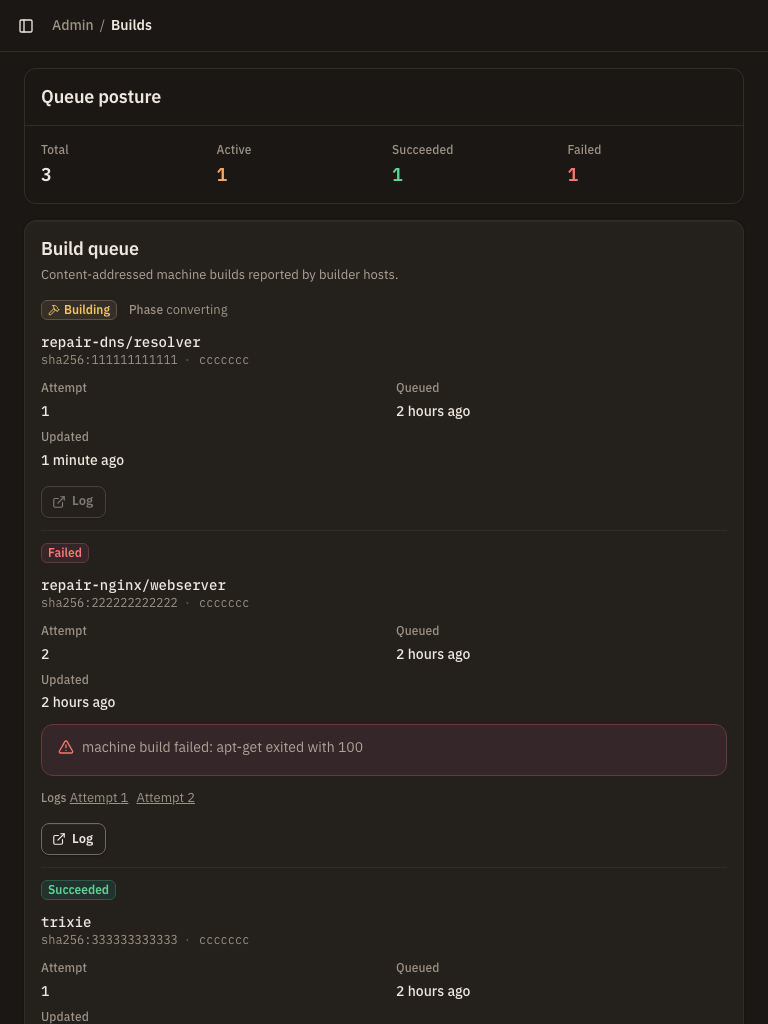 Admin / Builds
Queue posture
Total Active Succeeded Failed
3 1 1 1
Build queue
Content-addressed machine builds reported by builder hosts.
Building Phase converting
repair-dns/resolver
sha256:111111111111 · ccccccc
Attempt Queued
1 2 hours ago
Updated
1 minute ago
Log
Failed
repair-nginx/webserver
sha256:222222222222 · ccccccc
Attempt Queued
2 2 hours ago
Updated
2 hours ago
machine build failed: apt-get exited with 100
Logs Attempt 1 Attempt 2
Log
Succeeded
trixie
sha256:333333333333 · ccccccc
Attempt Queued
1 2 hours ago
Updated